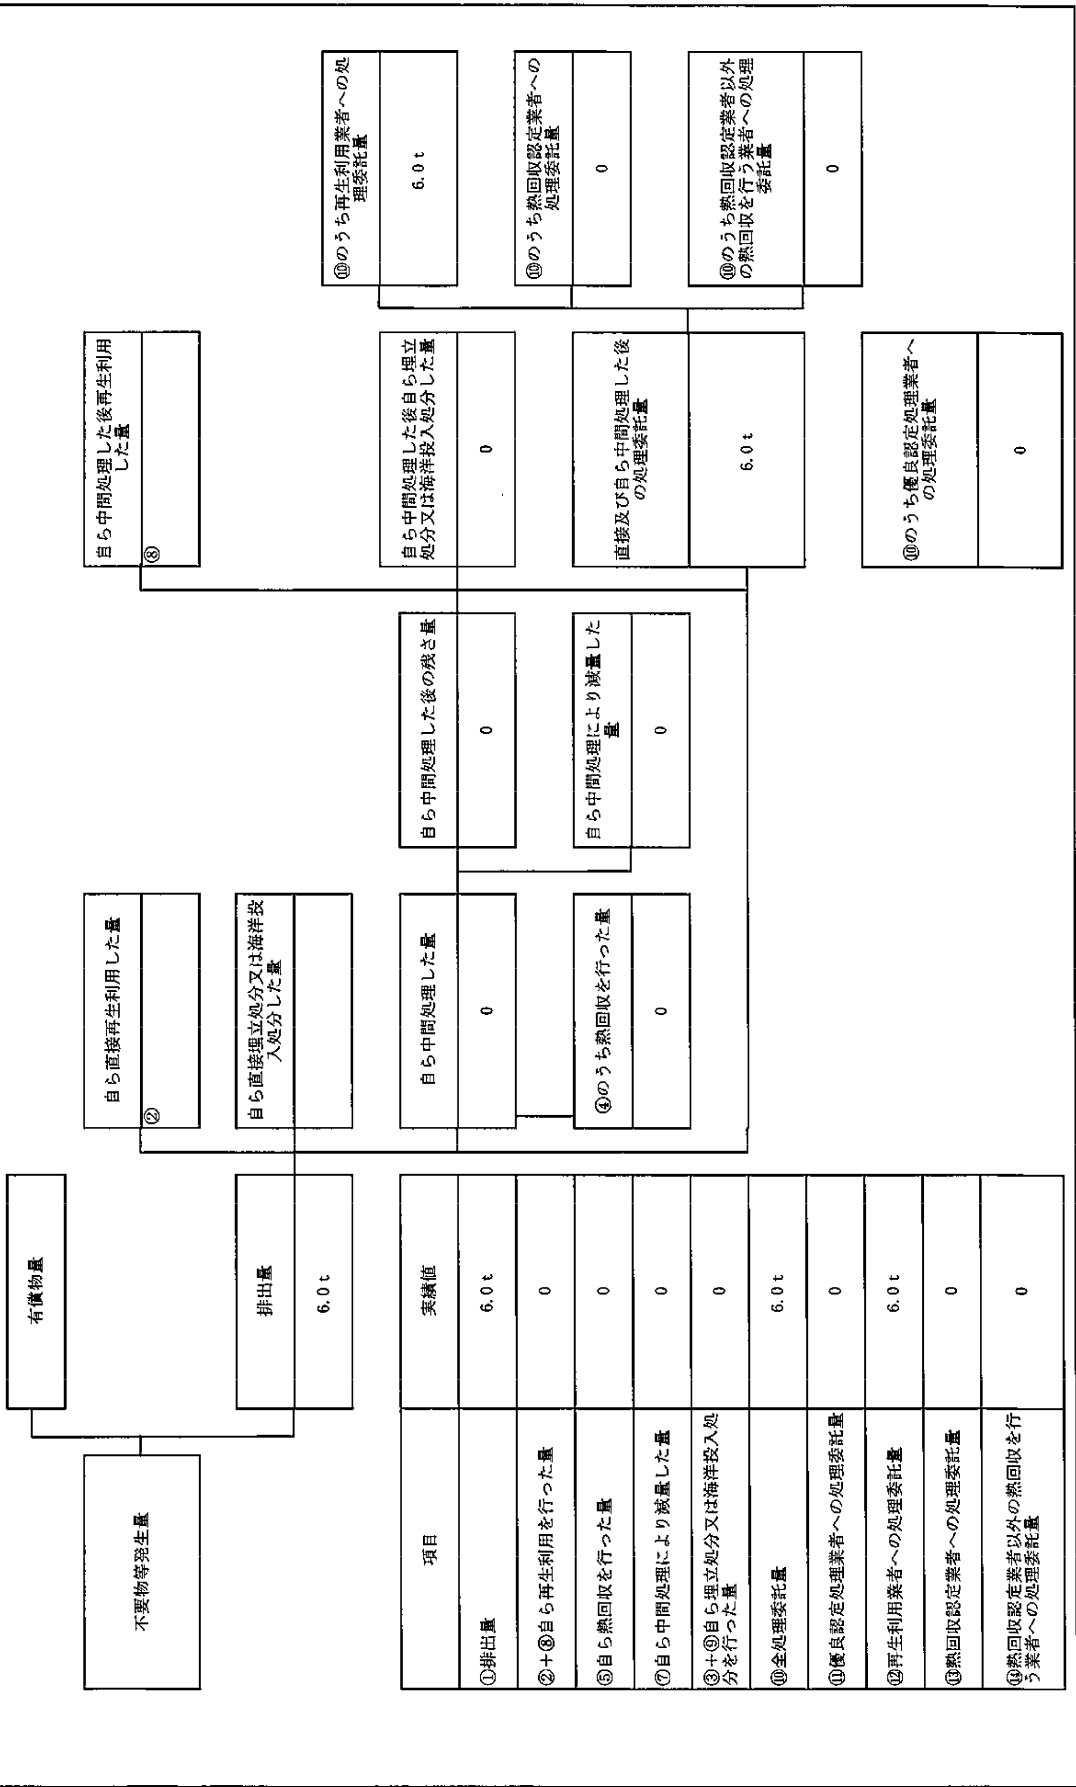 有償物量
不要物等発生量
排出量
6.0 t
自ら直接再生利用した量
②
自ら直接埋立処分又は海洋投
入処分した量
自ら中間処理した量
0
④のうち熱回収を行った量
0
自ら中間処理した後の残さ量
0
自ら中間処理により減量した
量
0
自ら中間処理した後再生利用
した量
⑧
自ら中間処理した後自ら埋立
処分又は海洋投入処分した量
0
直接及び自ら中間処理した後
の処理委託量
6.0 t
⑩のうち優良認定処理業者へ
の処理委託量
0
⑩のうち再生利用業者への処
理委託量
6.0 t
⑩のうち熱回収認定業者への
処理委託量
0
⑩のうち熱回収認定業者以外
の熱回収を行う業者への処理
委託量
0
項目 実績値
①排出量 6.0 t
②+⑧自ら再生利用を行った量 0
⑤自ら熱回収を行った量 0
⑦自ら中間処理により減量した量 0
③+⑨自ら埋立処分又は海洋投入処
分を行った量 0
⑩全処理委託量 6.0 t
⑪優良認定処理業者への処理委託量 0
⑫再生利用業者への処理委託量 6.0 t
⑬熱回収認定業者への処理委託量 0
⑭熱回収認定業者以外の熱回収を行
う業者への処理委託量 0